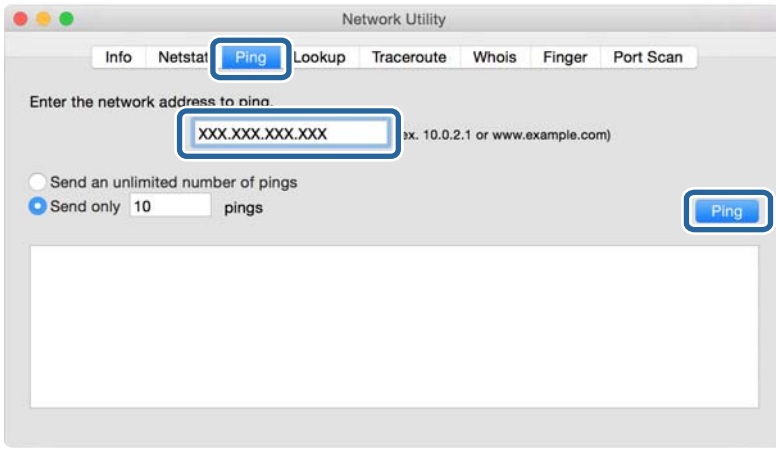 Network Utility
Info Netstat Ping Lookup Traceroute Whois Finger Port Scan
Enter the network address to ping.
XXX.XXX.XXX.XXX ex. 10.0.2.1 or www.example.com)
Send an unlimited number of pings
Send only 10 pings
Ping